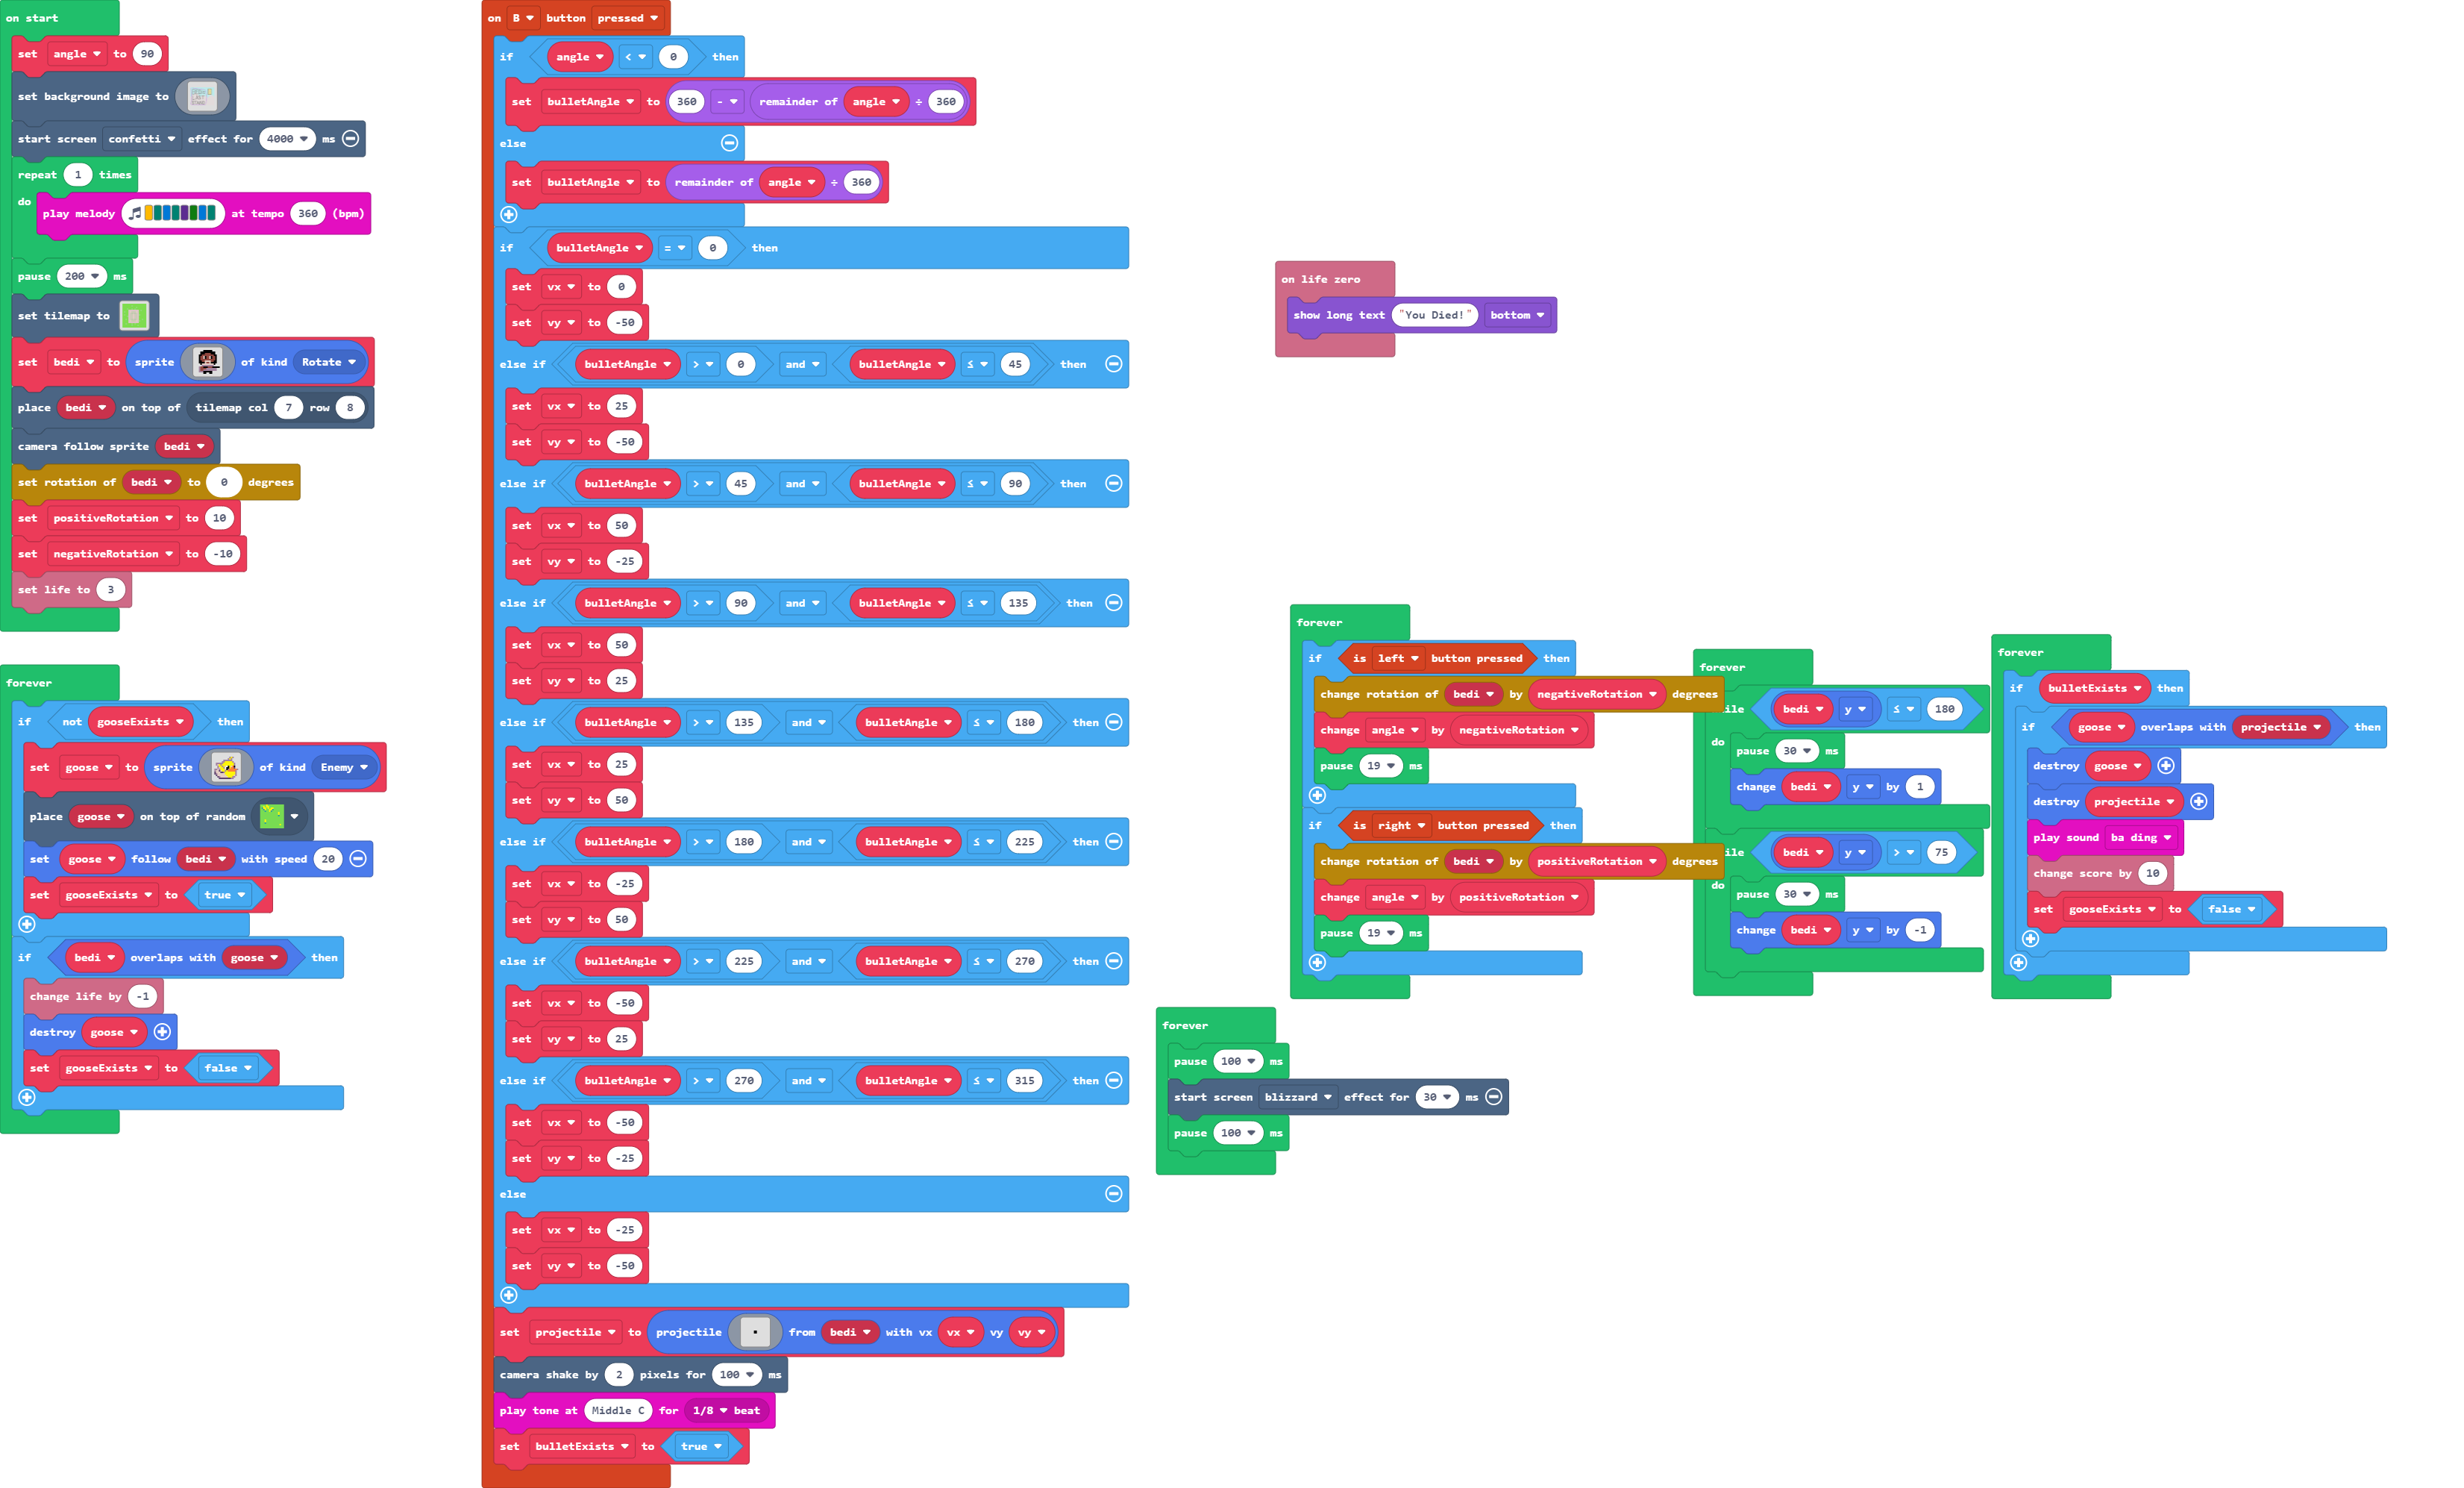 on start
set angle to 90
set background image to
start screen confetti effect for 4000 ms
repeat 1 times
do
play melody at tempo 360 (bpm)
pause 200 ms
set tilemap to
set bedi to sprite of kind Rotate
place bedi on top of tilemap col 7 row 8
camera follow sprite bedi
set rotation of bedi to 0 degrees
set positiveRotation to 10
set negativeRotation to -10
set life to 3
forever
if not gooseExists then
set goose to sprite of kind Enemy
place goose on top of random
set goose follow bedi with speed 20
set gooseExists to true
if bedi overlaps with goose then
change life by -1
destroy goose
set gooseExists to false
on B button pressed
if angle < 0 then
set bulletAngle to 360 - remainder of angle ÷ 360
else
set bulletAngle to remainder of angle ÷ 360
if bulletAngle = 0 then
set vx to 0
set vy to -50
else if bulletAngle > 0 and bulletAngle ≤ 45 then
set vx to 25
set vy to -50
else if bulletAngle > 45 and bulletAngle ≤ 90 then
set vx to 50
set vy to -25
else if bulletAngle > 90 and bulletAngle ≤ 135 then
set vx to 50
set vy to 25
else if bulletAngle > 135 and bulletAngle ≤ 180 then
set vx to 25
set vy to 50
else if bulletAngle > 180 and bulletAngle ≤ 225 then
set vx to -25
set vy to 50
else if bulletAngle > 225 and bulletAngle ≤ 270 then
set vx to -50
set vy to 25
else if bulletAngle > 270 and bulletAngle ≤ 315 then
set vx to -50
set vy to -25
else
set vx to -25
set vy to -50
set projectile to projectile from bedi with vx vx vy vy
camera shake by 2 pixels for 100 ms
play tone at Middle C for 1/8 beat
set bulletExists to true
on life zero
show long text "You Died!" bottom
forever
if is left button pressed then
change rotation of bedi by negativeRotation degrees
change angle by negativeRotation
pause 19 ms
if is right button pressed then
change rotation of bedi by positiveRotation degrees
change angle by positiveRotation
pause 19 ms
forever
ile bedi y ≤ 180
do
pause 30 ms
change bedi y by 1
ile bedi y > 75
do
pause 30 ms
change bedi y by -1
forever
if bulletExists then
if goose overlaps with projectile then
destroy goose
destroy projectile
play sound ba ding
change score by 10
set gooseExists to false
forever
pause 100 ms
start screen blizzard effect for 30 ms
pause 100 ms